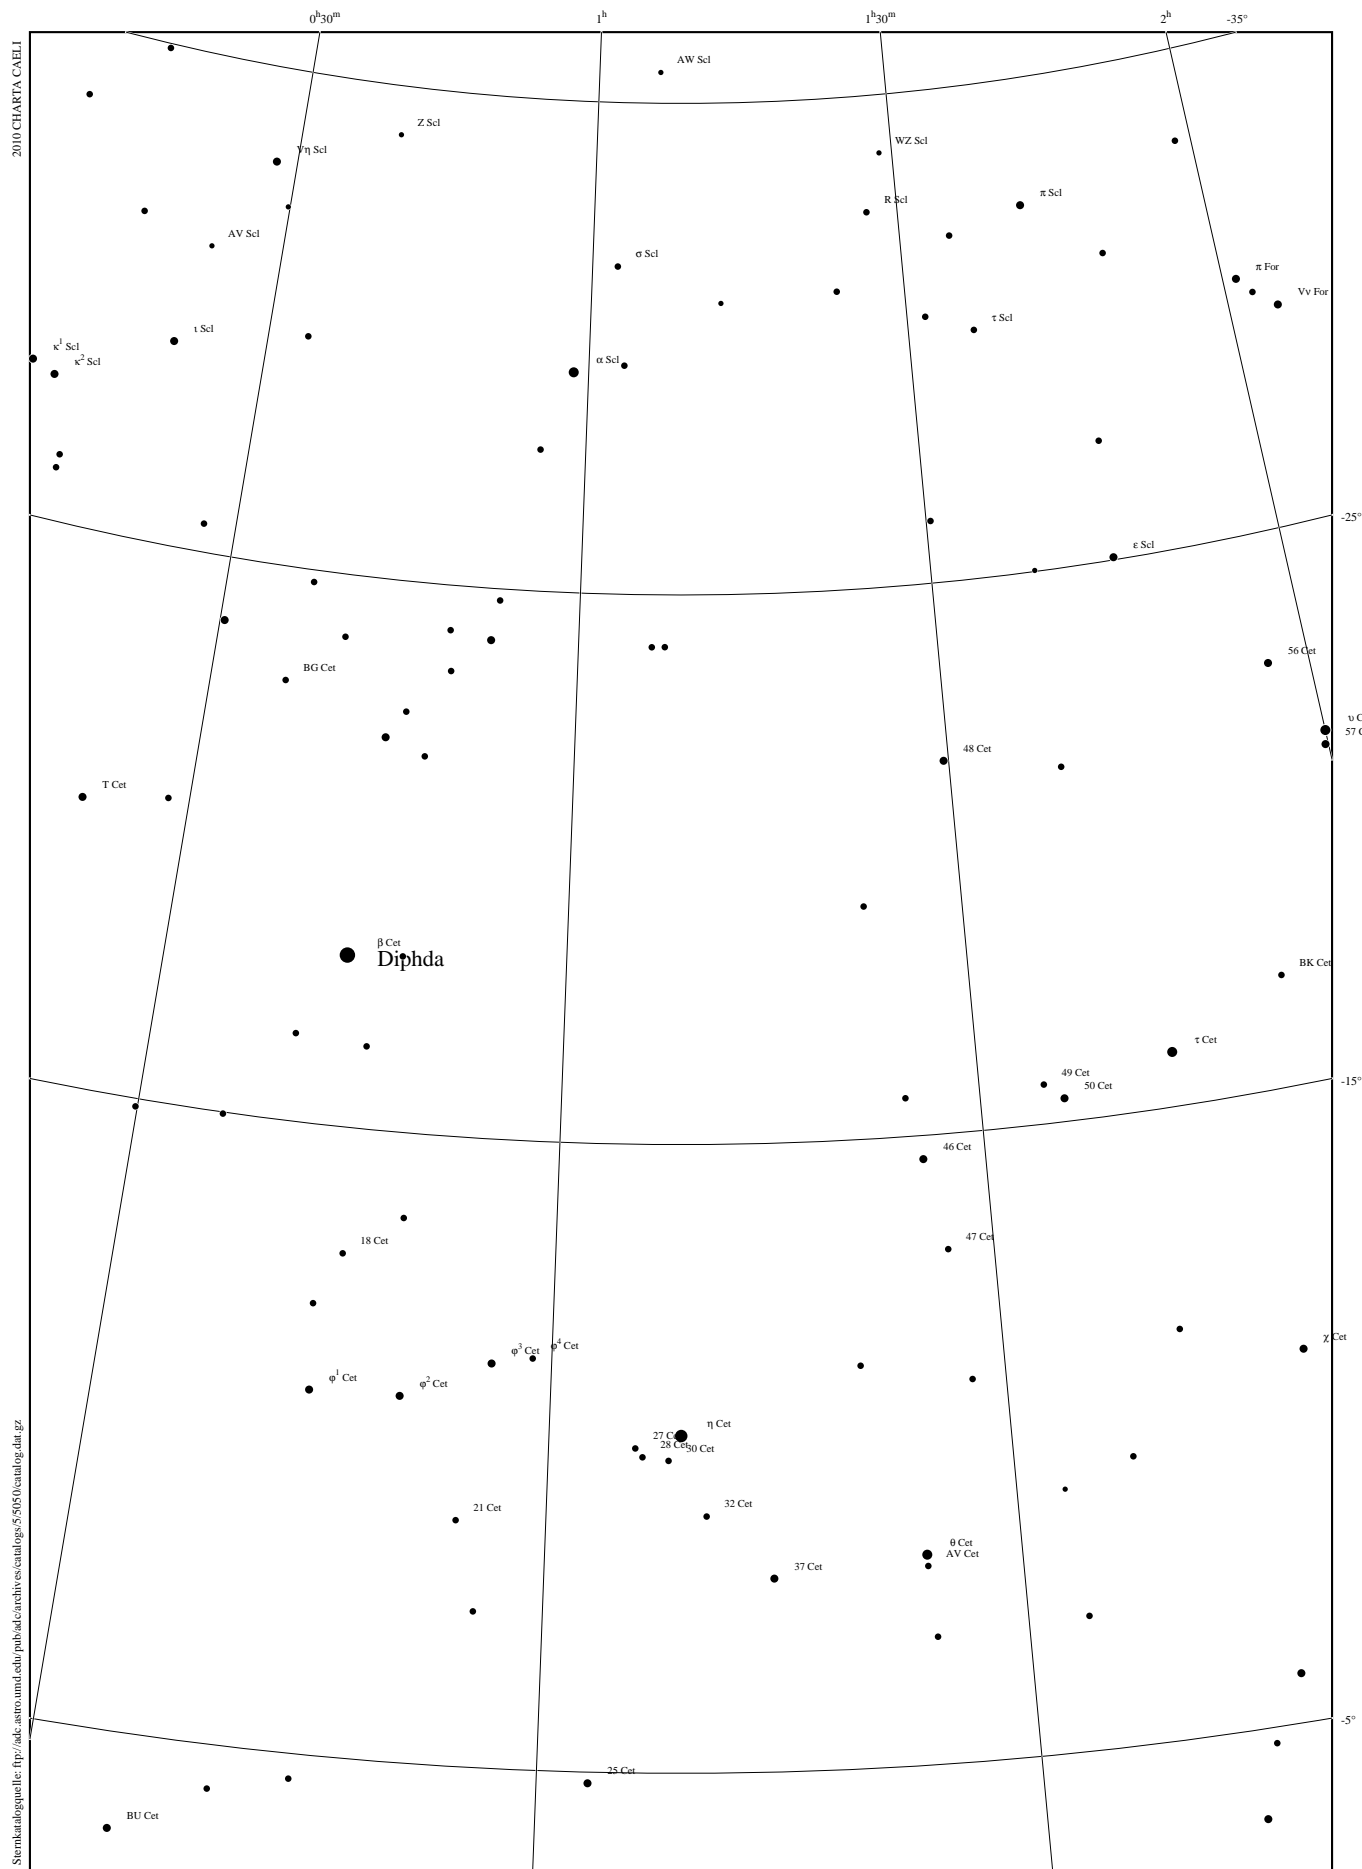 0ʰ30ᵐ
1ʰ
1ʰ30ᵐ
2ʰ
-35°
2010 CHARTA CAELI
AW Scl
Z Scl
Vη Scl
WZ Scl
R Scl
π Scl
AV Scl
σ Scl
π For
Vν For
τ Scl
ι Scl
κ¹ Scl
κ² Scl
α Scl
-25°
ε Scl
56 Cet
BG Cet
υ C
57 C
48 Cet
T Cet
β Cet
Diphda
BK Cet
τ Cet
49 Cet
50 Cet
-15°
46 Cet
47 Cet
18 Cet
χ Cet
φ⁴ Cet
φ³ Cet
φ¹ Cet
φ² Cet
η Cet
27 Cet
28 Cet
30 Cet
21 Cet
32 Cet
θ Cet
AV Cet
37 Cet
-5°
25 Cet
BU Cet
Sternkatalogquelle: ftp://adc.astro.umd.edu/pub/adc/archives/catalogs/5/5050/catalog.dat.gz